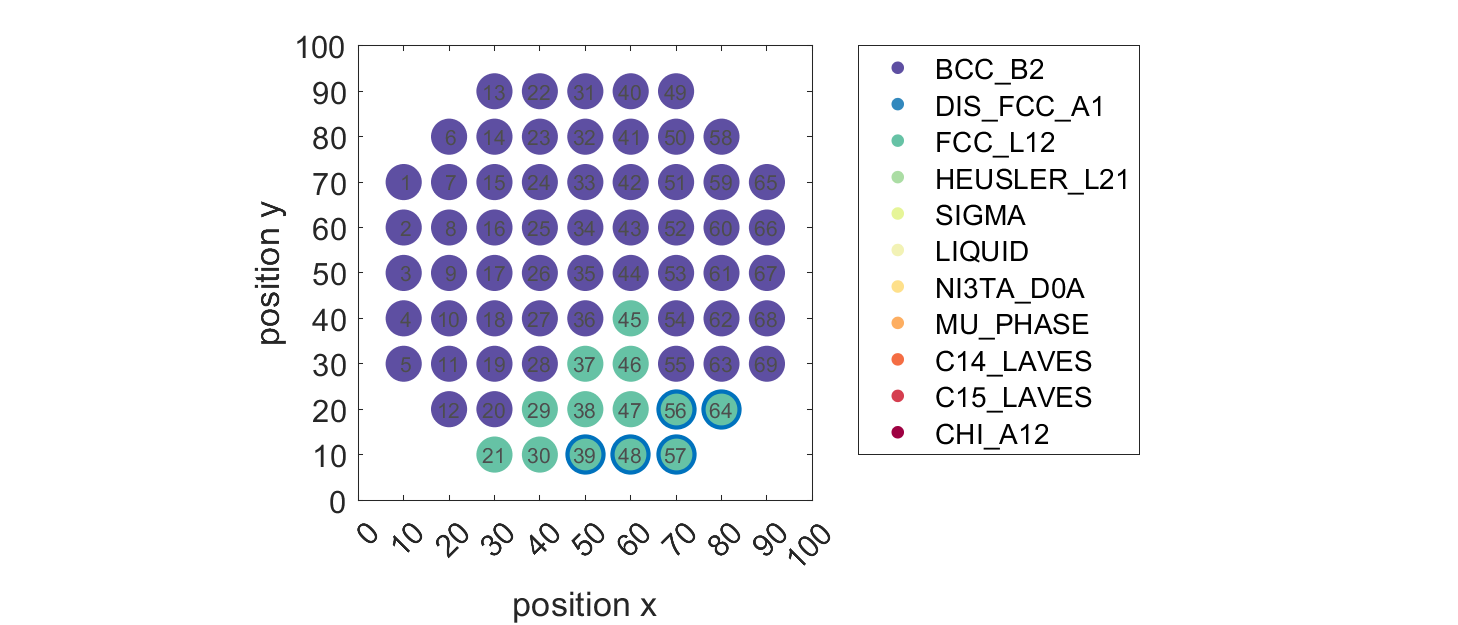 100
90
80
70
60
50
40
30
20
10
0
position y
13 22 31 40 49
6 14 23 32 41 50 58
1 7 15 24 33 42 51 59 65
2 8 16 25 34 43 52 60 66
3 9 17 26 35 44 53 61 67
4 10 18 27 36 45 54 62 68
5 11 19 28 37 46 55 63 69
12 20 29 38 47 56 64
21 30 39 48 57
0 10 20 30 40 50 60 70 80 90 100
position x
BCC_B2
DIS_FCC_A1
FCC_L12
HEUSLER_L21
SIGMA
LIQUID
NI3TA_D0A
MU_PHASE
C14_LAVES
C15_LAVES
CHI_A12